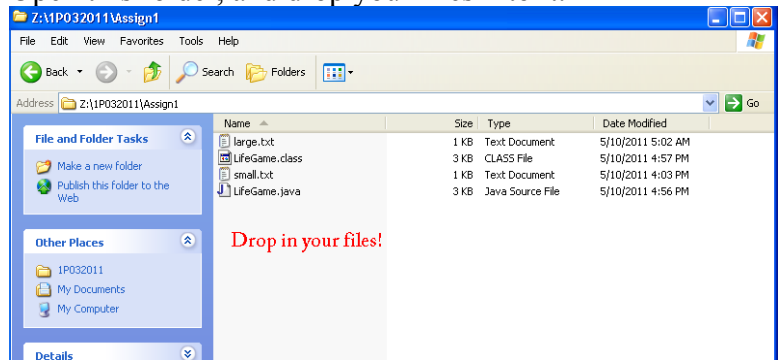 Z:\1P032011\Assign1
File Edit View Favorites Tools Help
Back Search Folders
Address Z:\1P032011\Assign1 Go
File and Folder Tasks
Make a new folder
Publish this folder to the
Web
Other Places
1P032011
My Documents
My Computer
Details
Name Size Type Date Modified
large.txt 1 KB Text Document 5/10/2011 5:02 AM
LifeGame.class 3 KB CLASS File 5/10/2011 4:57 PM
small.txt 1 KB Text Document 5/10/2011 4:03 PM
LifeGame.java 3 KB Java Source File 5/10/2011 4:56 PM
Drop in your files!